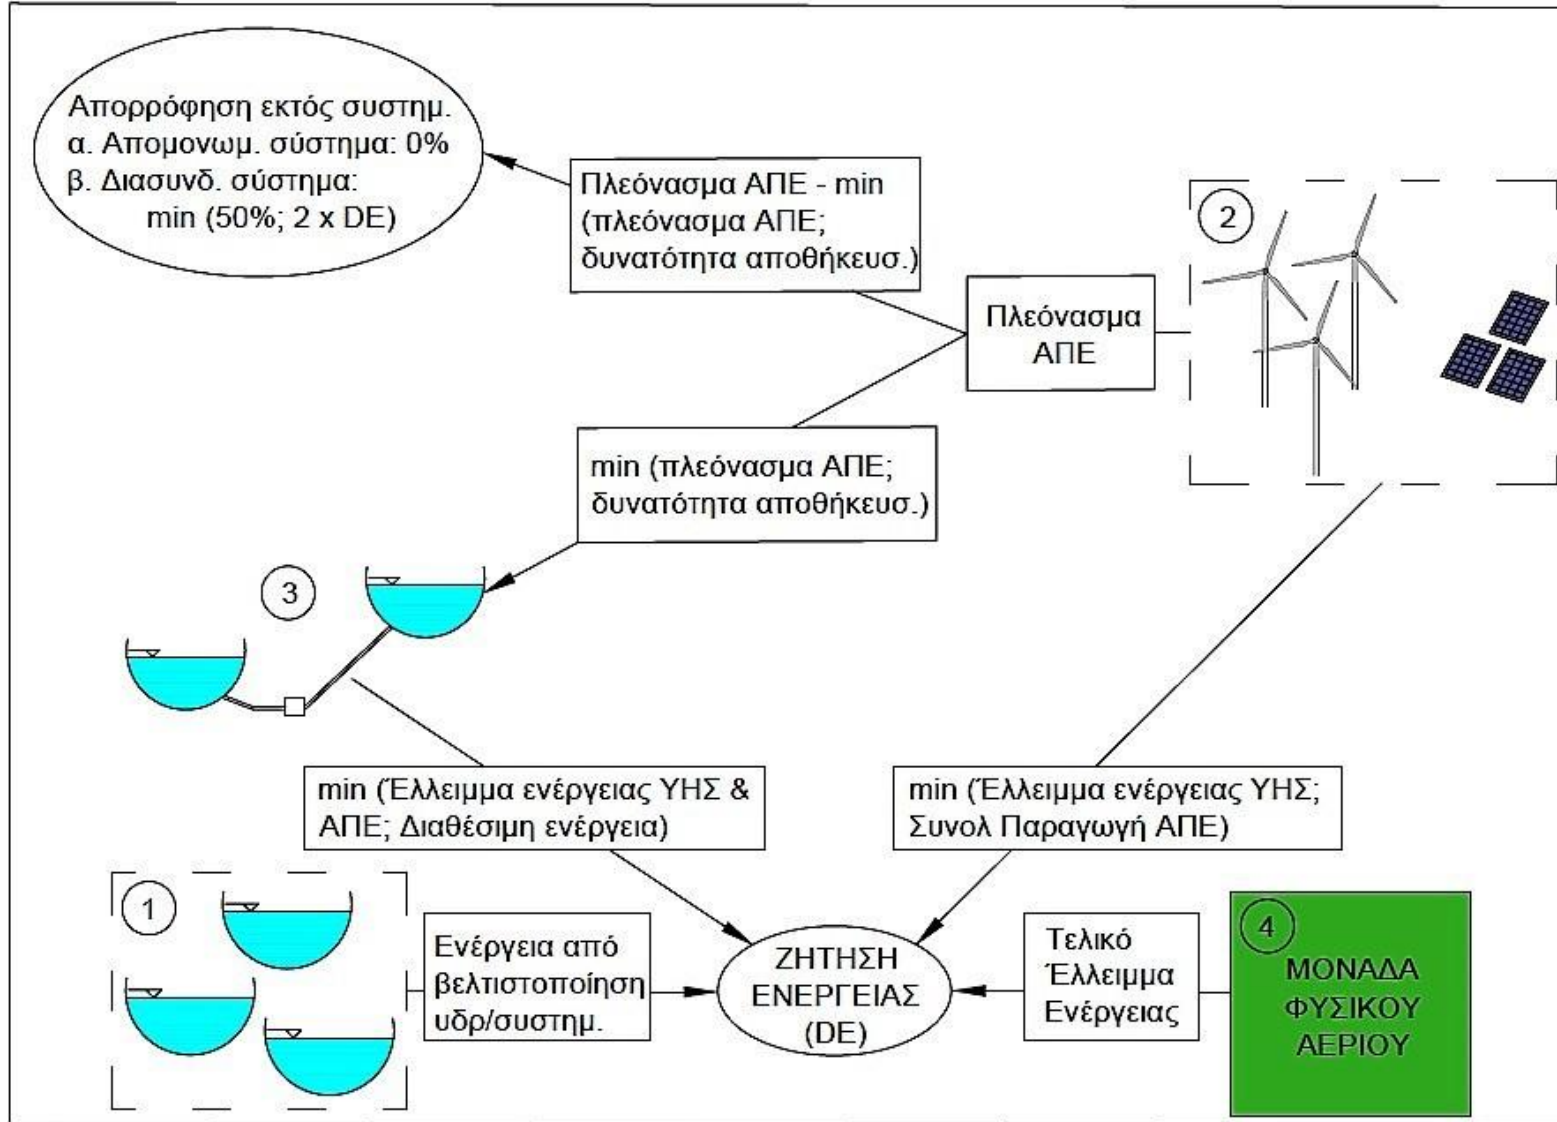 Απορρόφηση εκτός συστημ.
α. Απομονωμ. σύστημα: 0%
β. Διασυνδ. σύστημα:
min (50%; 2 x DE)
Πλεόνασμα ΑΠΕ - min
(πλεόνασμα ΑΠΕ;
δυνατότητα αποθήκευσ.)
2
Πλεόνασμα
ΑΠΕ
min (πλεόνασμα ΑΠΕ;
δυνατότητα αποθήκευσ.)
3
min (Έλλειμμα ενέργειας ΥΗΣ &
ΑΠΕ; Διαθέσιμη ενέργεια)
min (Έλλειμμα ενέργειας ΥΗΣ;
Συνολ Παραγωγή ΑΠΕ)
1
Ενέργεια από
βελτιστοποίηση
υδρ/συστημ.
ΖΗΤΗΣΗ
ΕΝΕΡΓΕΙΑΣ
(DE)
Τελικό
Έλλειμμα
Ενέργειας
4
ΜΟΝΑΔΑ
ΦΥΣΙΚΟΥ
ΑΕΡΙΟΥ